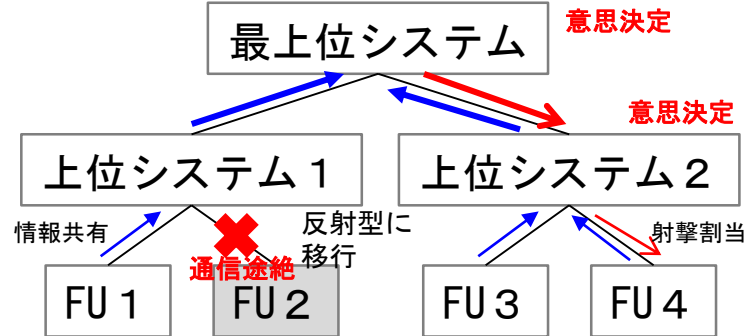 最上位システム
意思決定
意思決定
上位システム１
上位システム２
情報共有
反射型に
移行
射撃割当
通信途絶
FU１
FU２
FU３
FU４